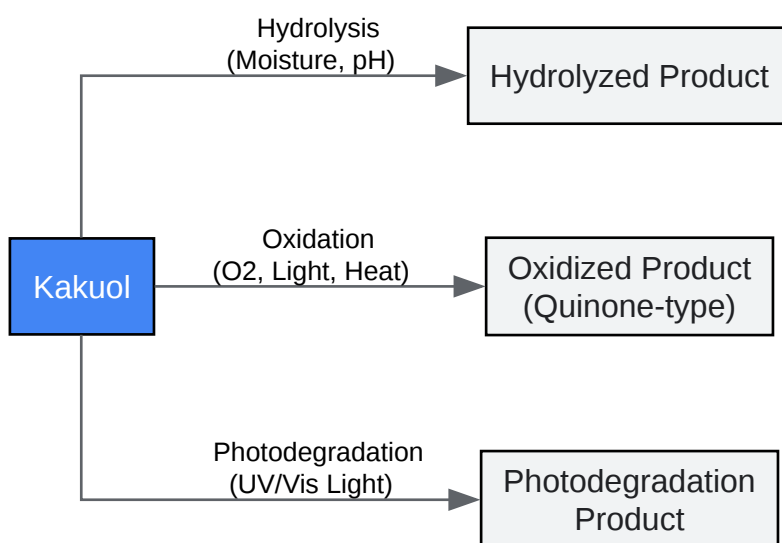 Hydrolysis
(Moisture, pH)
Hydrolyzed Product
Kakuol
Oxidation
(O2, Light, Heat)
Oxidized Product
(Quinone-type)
Photodegradation
(UV/Vis Light)
Photodegradation
Product